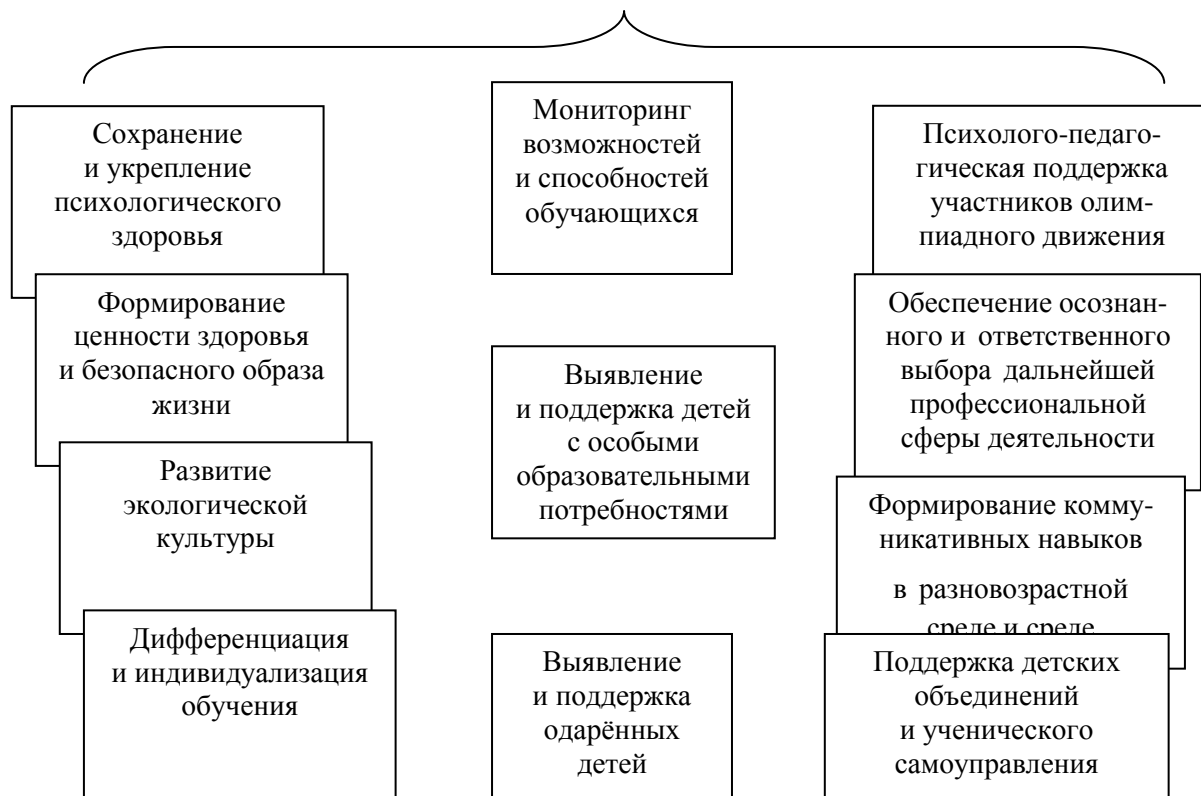 Сохранение
и укрепление
психологического
здоровья
Формирование
ценности здоровья
и безопасного образа
жизни
Развитие
экологической
культуры
Дифференциация
и индивидуализация
обучения
Мониторинг
возможностей
и способностей
обучающихся
Выявление
и поддержка детей
с особыми
образовательными
потребностями
Выявление
и поддержка
одарённых
детей
Психолого-педаго-
гическая поддержка
участников олим-
пиадного движения
Обеспечение осознан-
ного и ответственного
выбора дальнейшей
профессиональной
сферы деятельности
Формирование комму-
никативных навыков
в разновозрастной
среде и среде
Поддержка детских
объединений
и ученического
самоуправления